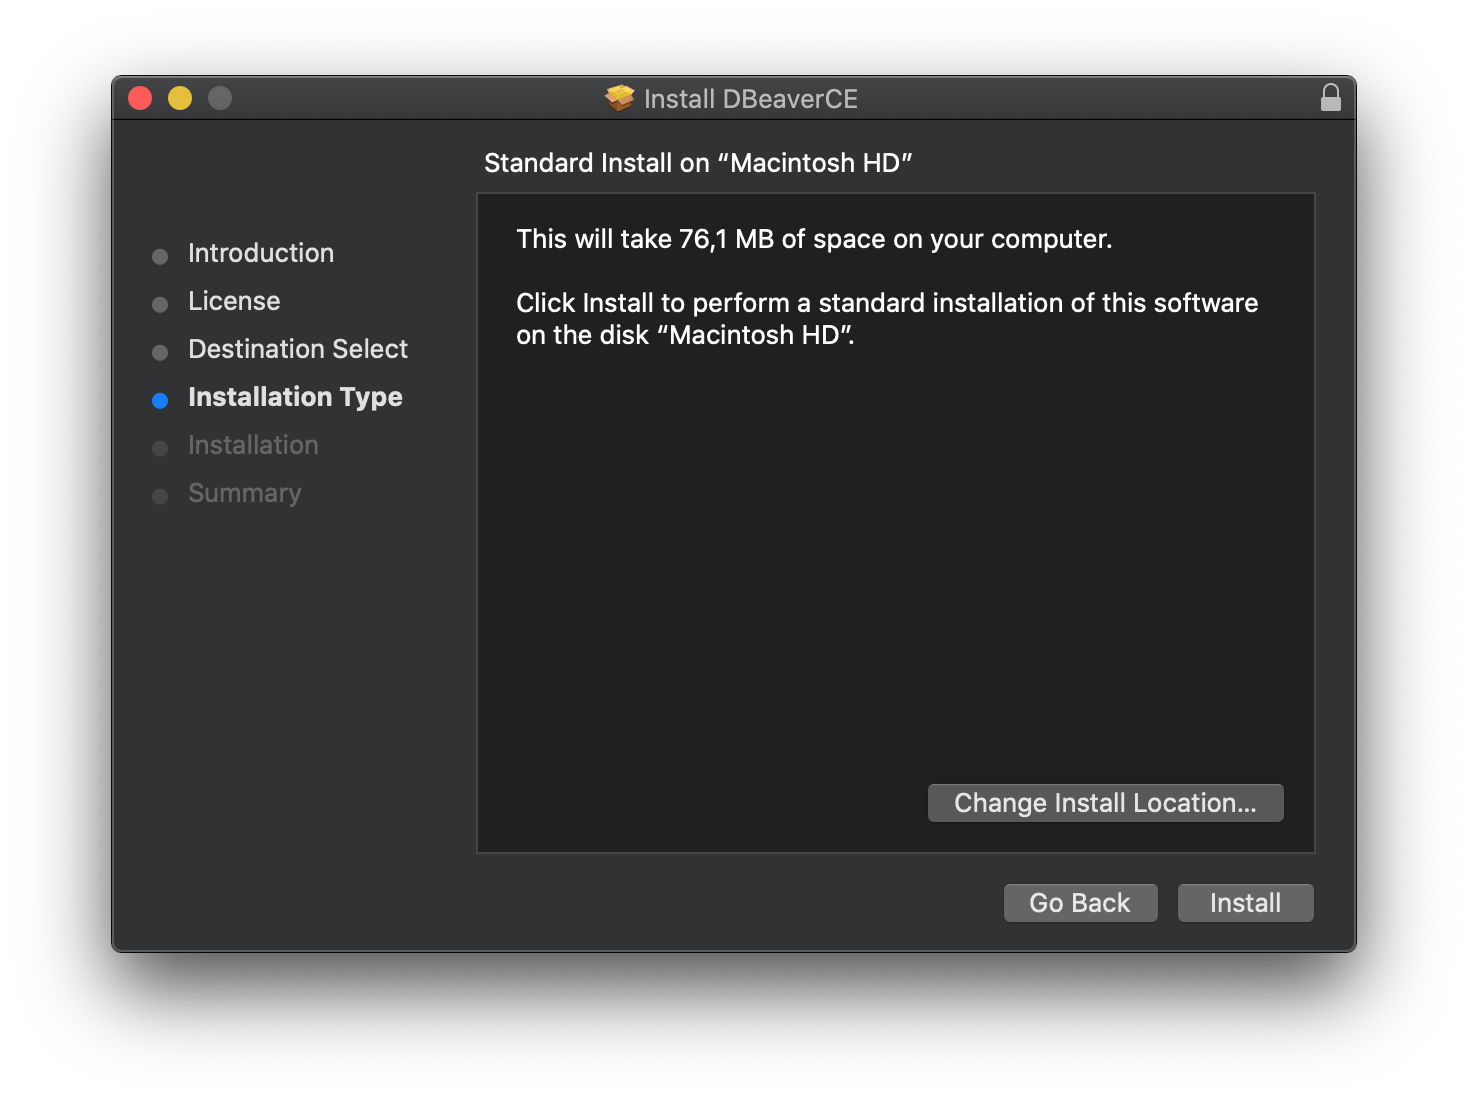 Install DBeaverCE
Standard Install on “Macintosh HD”
Introduction
License
Destination Select
Installation Type
Installation
Summary
This will take 76,1 MB of space on your computer.
Click Install to perform a standard installation of this software
on the disk “Macintosh HD”.
Change Install Location...
Go Back
Install